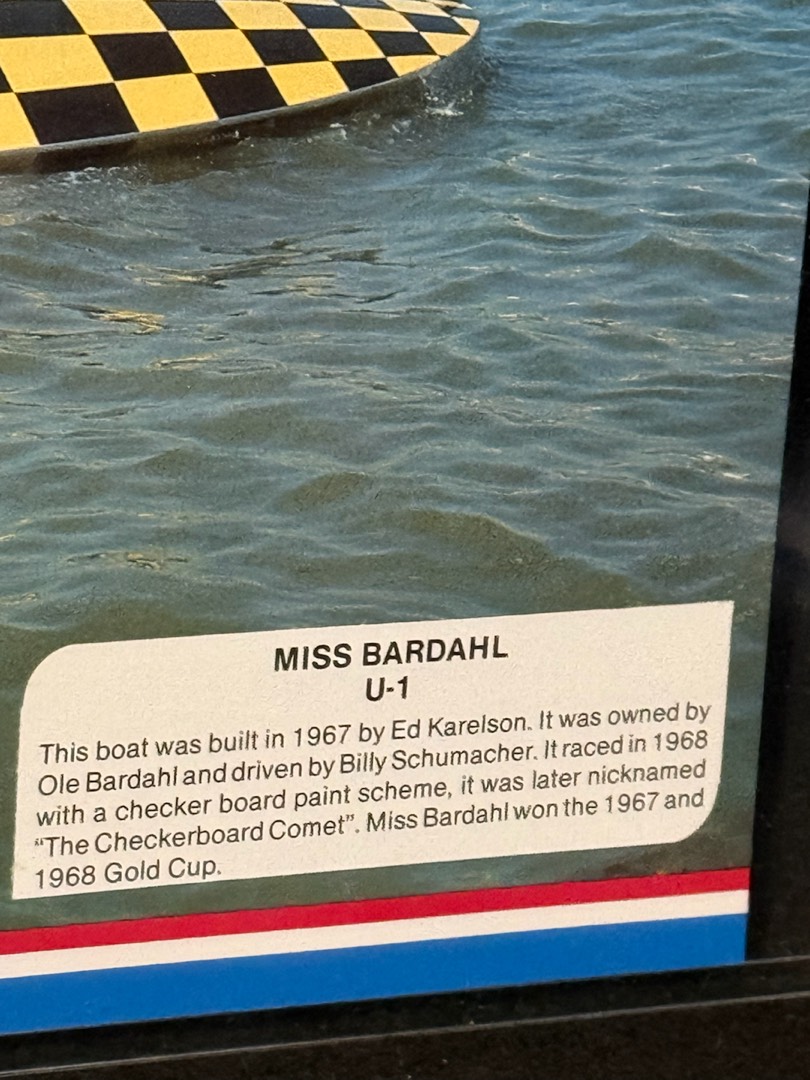 MISS BARDAHL
U-1
This boat was built in 1967 by Ed Karelson. It was owned by
Ole Bardahl and driven by Billy Schumacher. It raced in 1968
with a checker board paint scheme, it was later nicknamed
“The Checkerboard Comet”. Miss Bardahl won the 1967 and
1968 Gold Cup.